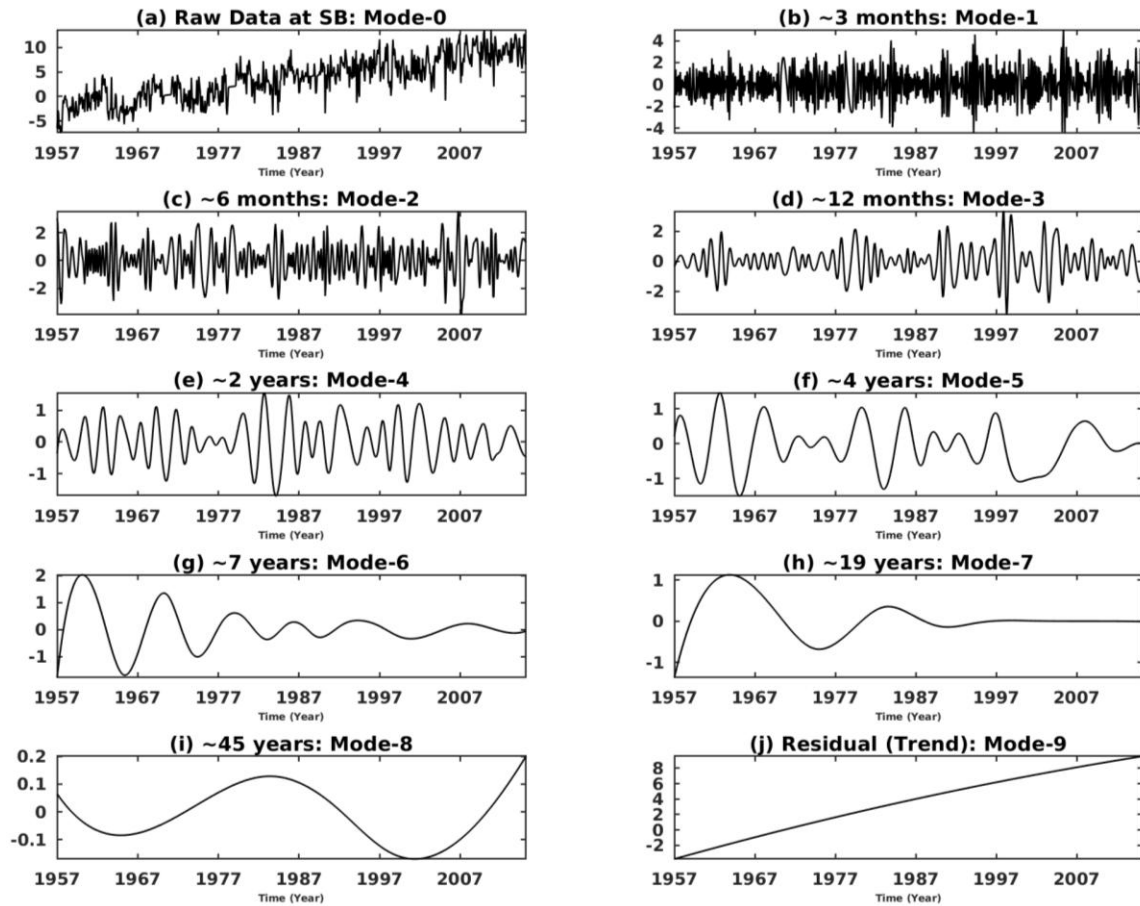 (a) Raw Data at SB: Mode-0
10
5
0
-5
1957 1967 1977 1987 1997 2007
Time (Year)
(b) ~3 months: Mode-1
4
2
0
-2
-4
1957 1967 1977 1987 1997 2007
Time (Year)
(c) ~6 months: Mode-2
2
0
-2
1957 1967 1977 1987 1997 2007
Time (Year)
(d) ~12 months: Mode-3
2
0
-2
1957 1967 1977 1987 1997 2007
Time (Year)
(e) ~2 years: Mode-4
1
0
-1
1957 1967 1977 1987 1997 2007
Time (Year)
(f) ~4 years: Mode-5
1
0
-1
1957 1967 1977 1987 1997 2007
Time (Year)
(g) ~7 years: Mode-6
2
1
0
-1
1957 1967 1977 1987 1997 2007
Time (Year)
(h) ~19 years: Mode-7
1
0
-1
1957 1967 1977 1987 1997 2007
Time (Year)
(i) ~45 years: Mode-8
0.2
0.1
0
-0.1
1957 1967 1977 1987 1997 2007
Time (Year)
(j) Residual (Trend): Mode-9
8
6
4
2
0
-2
1957 1967 1977 1987 1997 2007
Time (Year)